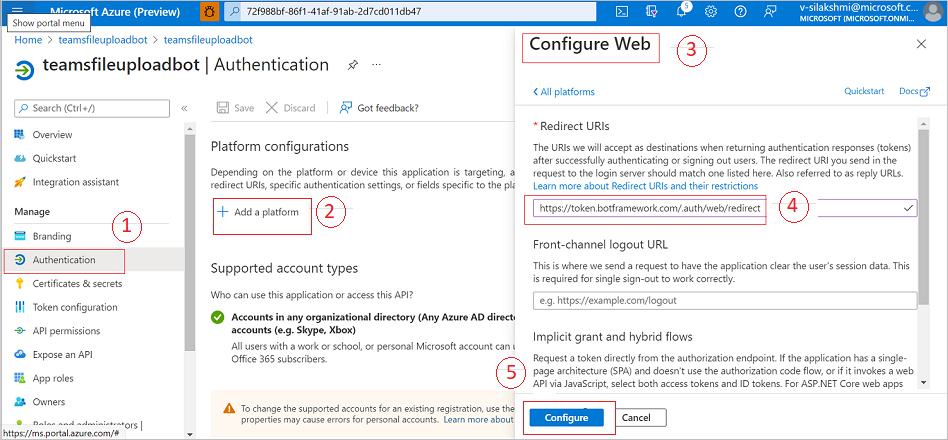 Microsoft Azure (Preview)
72f988bf-86f1-41af-91ab-2d7cd011db47
5
v-silakshmi@microsoft.c...
MICROSOFT (MICROSOFT.ONMI...
Show portal menu
Home > teamsfileuploadbot > teamsfileuploadbot
teamsfileuploadbot | Authentication
Search (Ctrl+/)
Overview
Quickstart
Integration assistant
Manage
1
Branding
Authentication
Certificates & secrets
Token configuration
API permissions
Expose an API
App roles
Owners
Roles and administrators |
https://ms.portal.azure.com/#
Save
Discard
Got feedback?
Platform configurations
Depending on the platform or device this application is targeting, a
redirect URIs, specific authentication settings, or fields specific to the pla
+ Add a platform
2
Supported account types
Who can use this application or access this API?
Accounts in any organizational directory (Any Azure AD directo
accounts (e.g. Skype, Xbox)
All users with a work or school, or personal Microsoft account can u
Office 365 subscribers.
To change the supported accounts for an existing registration, use the
properties may cause errors for personal accounts. Learn more about
Configure Web
3
All platforms
Quickstart
Docs
* Redirect URIs
The URIs we will accept as destinations when returning authentication responses (tokens)
after successfully authenticating or signing out users. The redirect URI you send in the
request to the login server should match one listed here. Also referred to as reply URLs.
Learn more about Redirect URIs and their restrictions
https://token.botframework.com/.auth/web/redirect
4
Front-channel logout URL
This is where we send a request to have the application clear the user's session data. This
is required for single sign-out to work correctly.
e.g. https://example.com/logout
Implicit grant and hybrid flows
Request a token directly from the authorization endpoint. If the application has a single-
page architecture (SPA) and doesn't use the authorization code flow, or if it invokes a web
API via JavaScript, select both access tokens and ID tokens. For ASP.NET Core web apps
5
Configure
Cancel